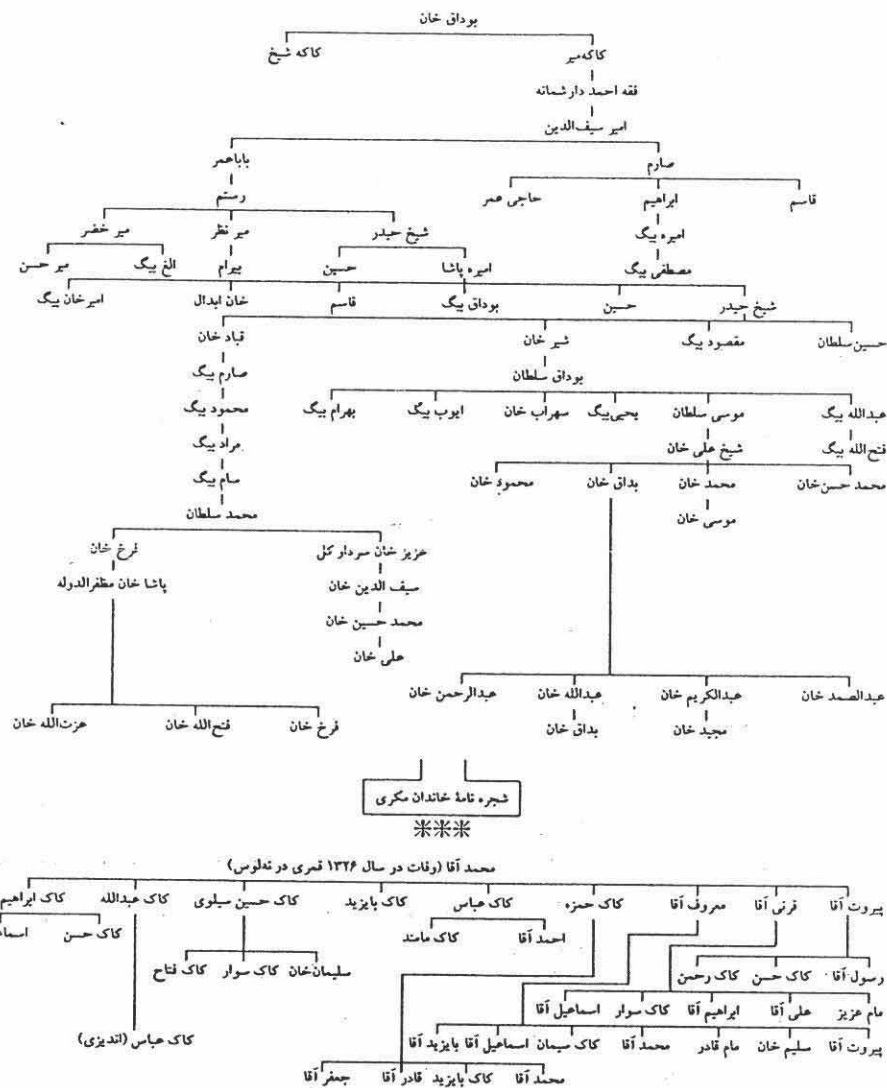 بوداق خان
کاکه‌میر کاکه شیخ
فقه احمد دارشمانه
امیر سیف‌الدین
صارم باباعمر
قاسم ابراهیم حاجی عمر رستم
امیره بیگ شیخ حیدر میر نظر میر خضر
مصطفی بیگ امیره پاشا حسین پیرام الغ بیگ میر حسن
شیخ حیدر حسین بوداق بیگ قاسم خان ابدال امیرخان بیگ
حسین سلطان مقصود بیگ شیر خان قباد خان
بوداق سلطان صارم بیگ
عبدالله بیگ موسی سلطان یحیی‌بیگ سهراب خان ایوب بیگ بهرام بیگ محمود بیگ
فتح‌الله بیگ شیخ علی خان مراد بیگ
محمد حسن‌خان محمد خان بداق خان محمود خان سام بیگ
موسی خان محمد سلطان
عزیز خان سردار کل فرخ خان
سیف الدین خان پاشا خان مظفرالدوله
محمد حسین خان
علی خان
عبدالصمد خان عبدالکریم خان عبدالله خان عبدالرحمن خان
مجید خان بداق خان فرخ خان فتح‌الله خان عزت‌الله خان
شجره نامهٔ خاندان مکری
***
محمد آقا (وفات در سال ۱۳۲۶ قمری در ته‌لوس)
پیروت آقا قرنی آقا معروف آقا کاک حمزه کاک عباس کاک بایزید کاک حسین سیلوی کاک عبدالله کاک ابراهیم
احمد آقا کاک مامند کاک حسن
رسول آقا کاک حسن کاک رحمن سلیمان‌خان کاک سوار کاک فتاح
مام عزیز علی آقا ابراهیم آقا کاک سوار اسماعیل آقا
پیروت آقا سلیم خان مام قادر محمد آقا کاک سیمان اسماعیل آقا بایزید آقا کاک عباس (اندیزی)
محمد آقا کاک بایزید قادر آقا جعفر آقا